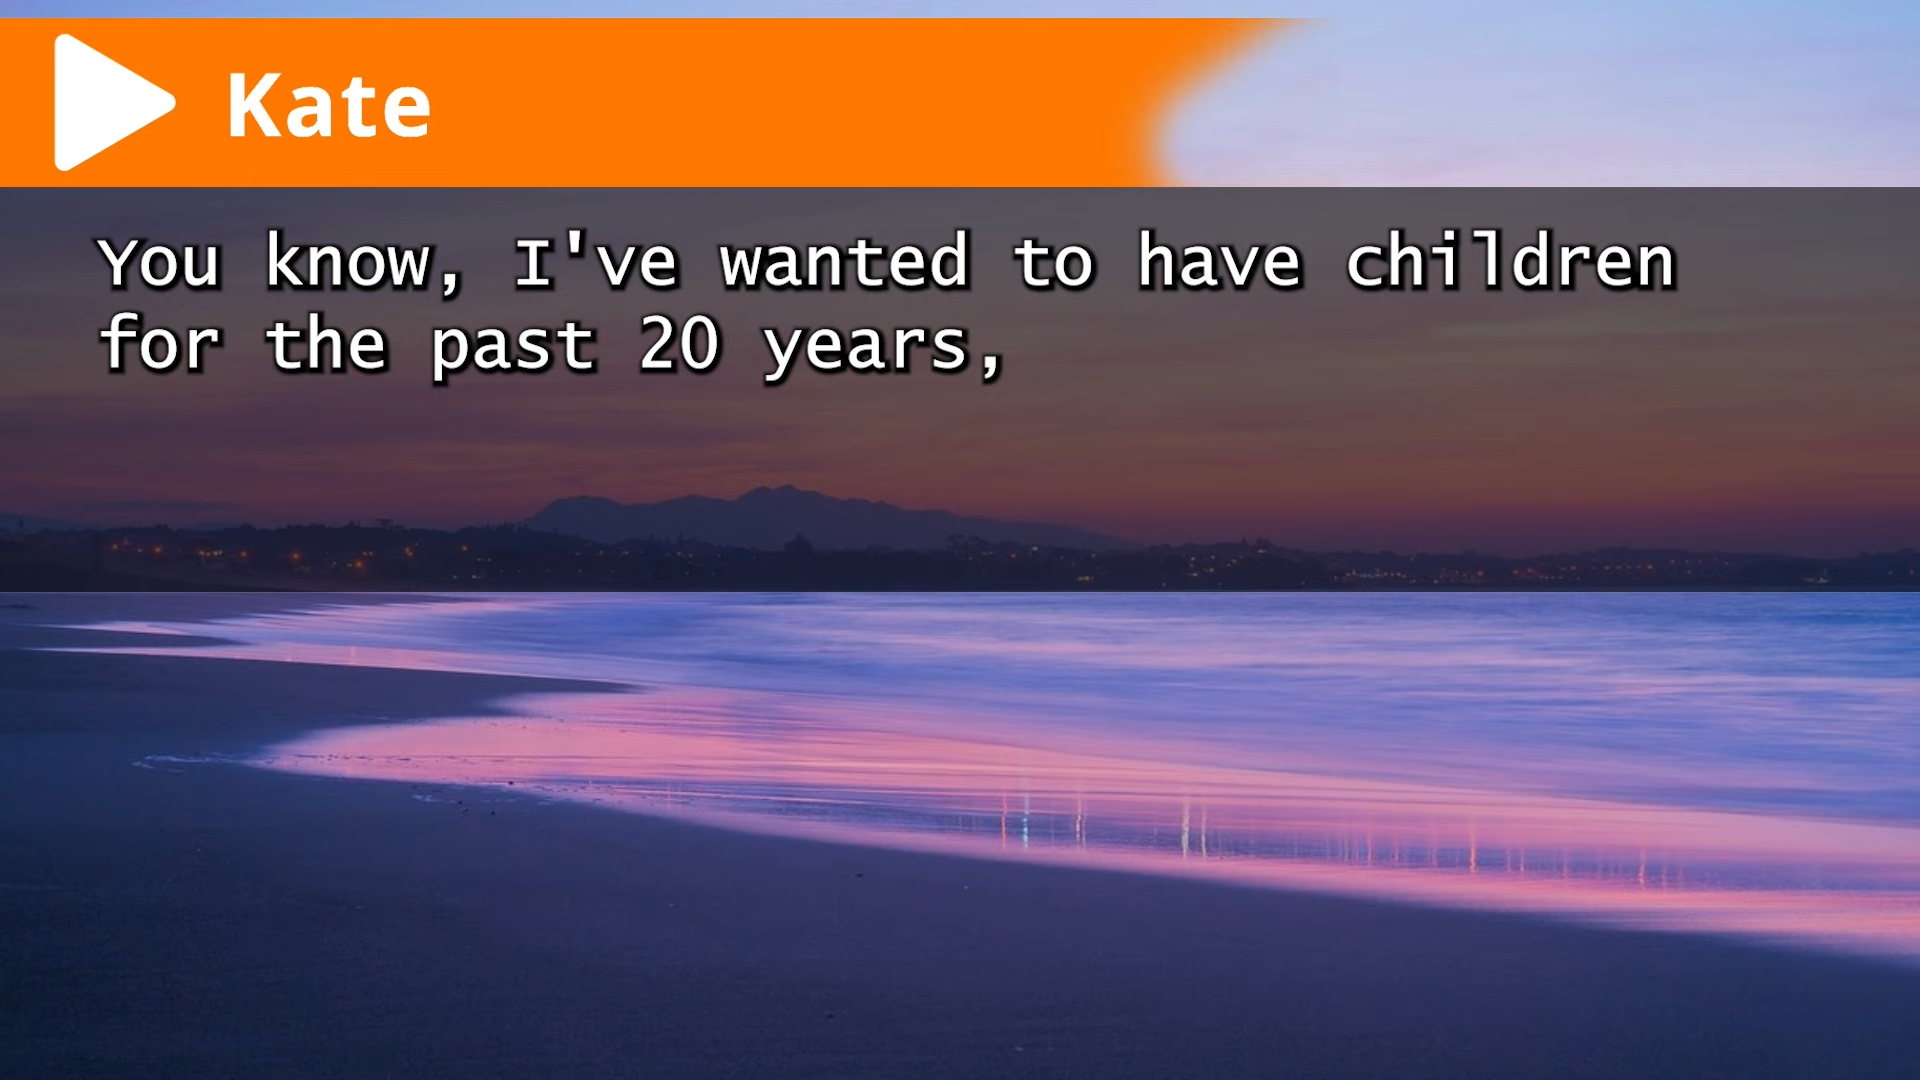 Kate
You know, I've wanted to have children
for the past 20 years,